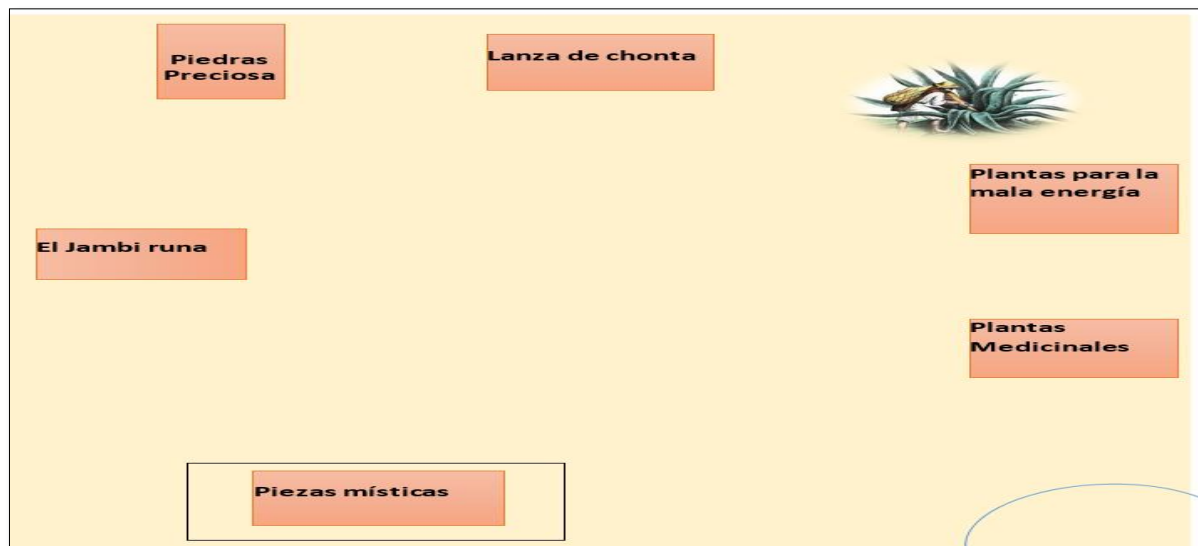 Piedras
Preciosa
Lanza de chonta
Plantas para la
mala energía
El Jambi runa
Plantas
Medicinales
Piezas místicas